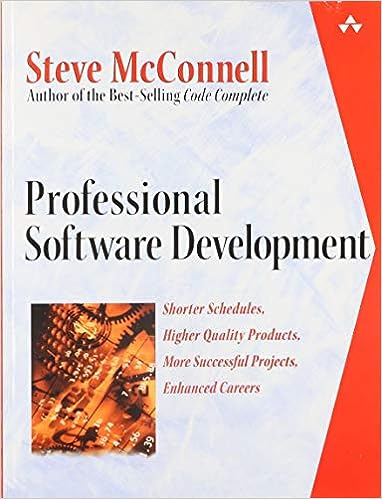 Steve McConnell
Author of the Best-Selling Code Complete
Professional
Software Development
Shorter Schedules,
Higher Quality Products,
More Successful Projects,
Enhanced Careers